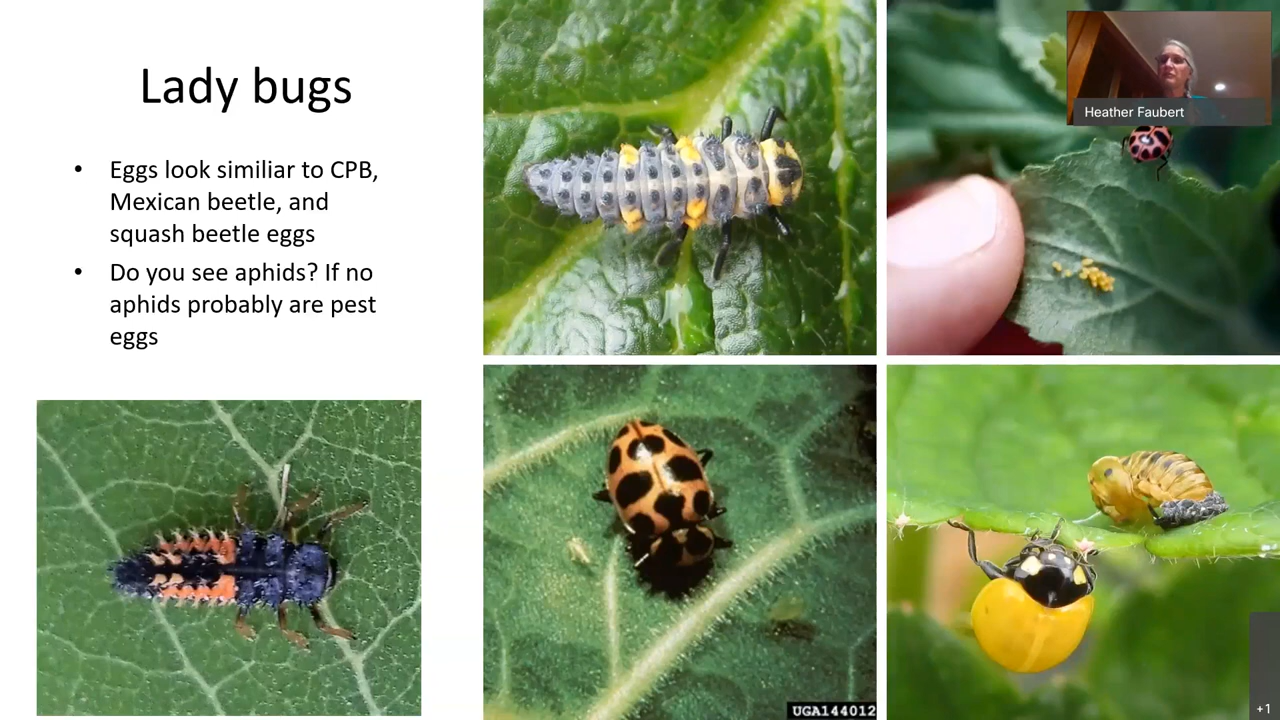 Lady bugs
• Eggs look similiar to CPB,
Mexican beetle, and
squash beetle eggs
• Do you see aphids? If no
aphids probably are pest
eggs
Heather Faubert
UGA144012
+1